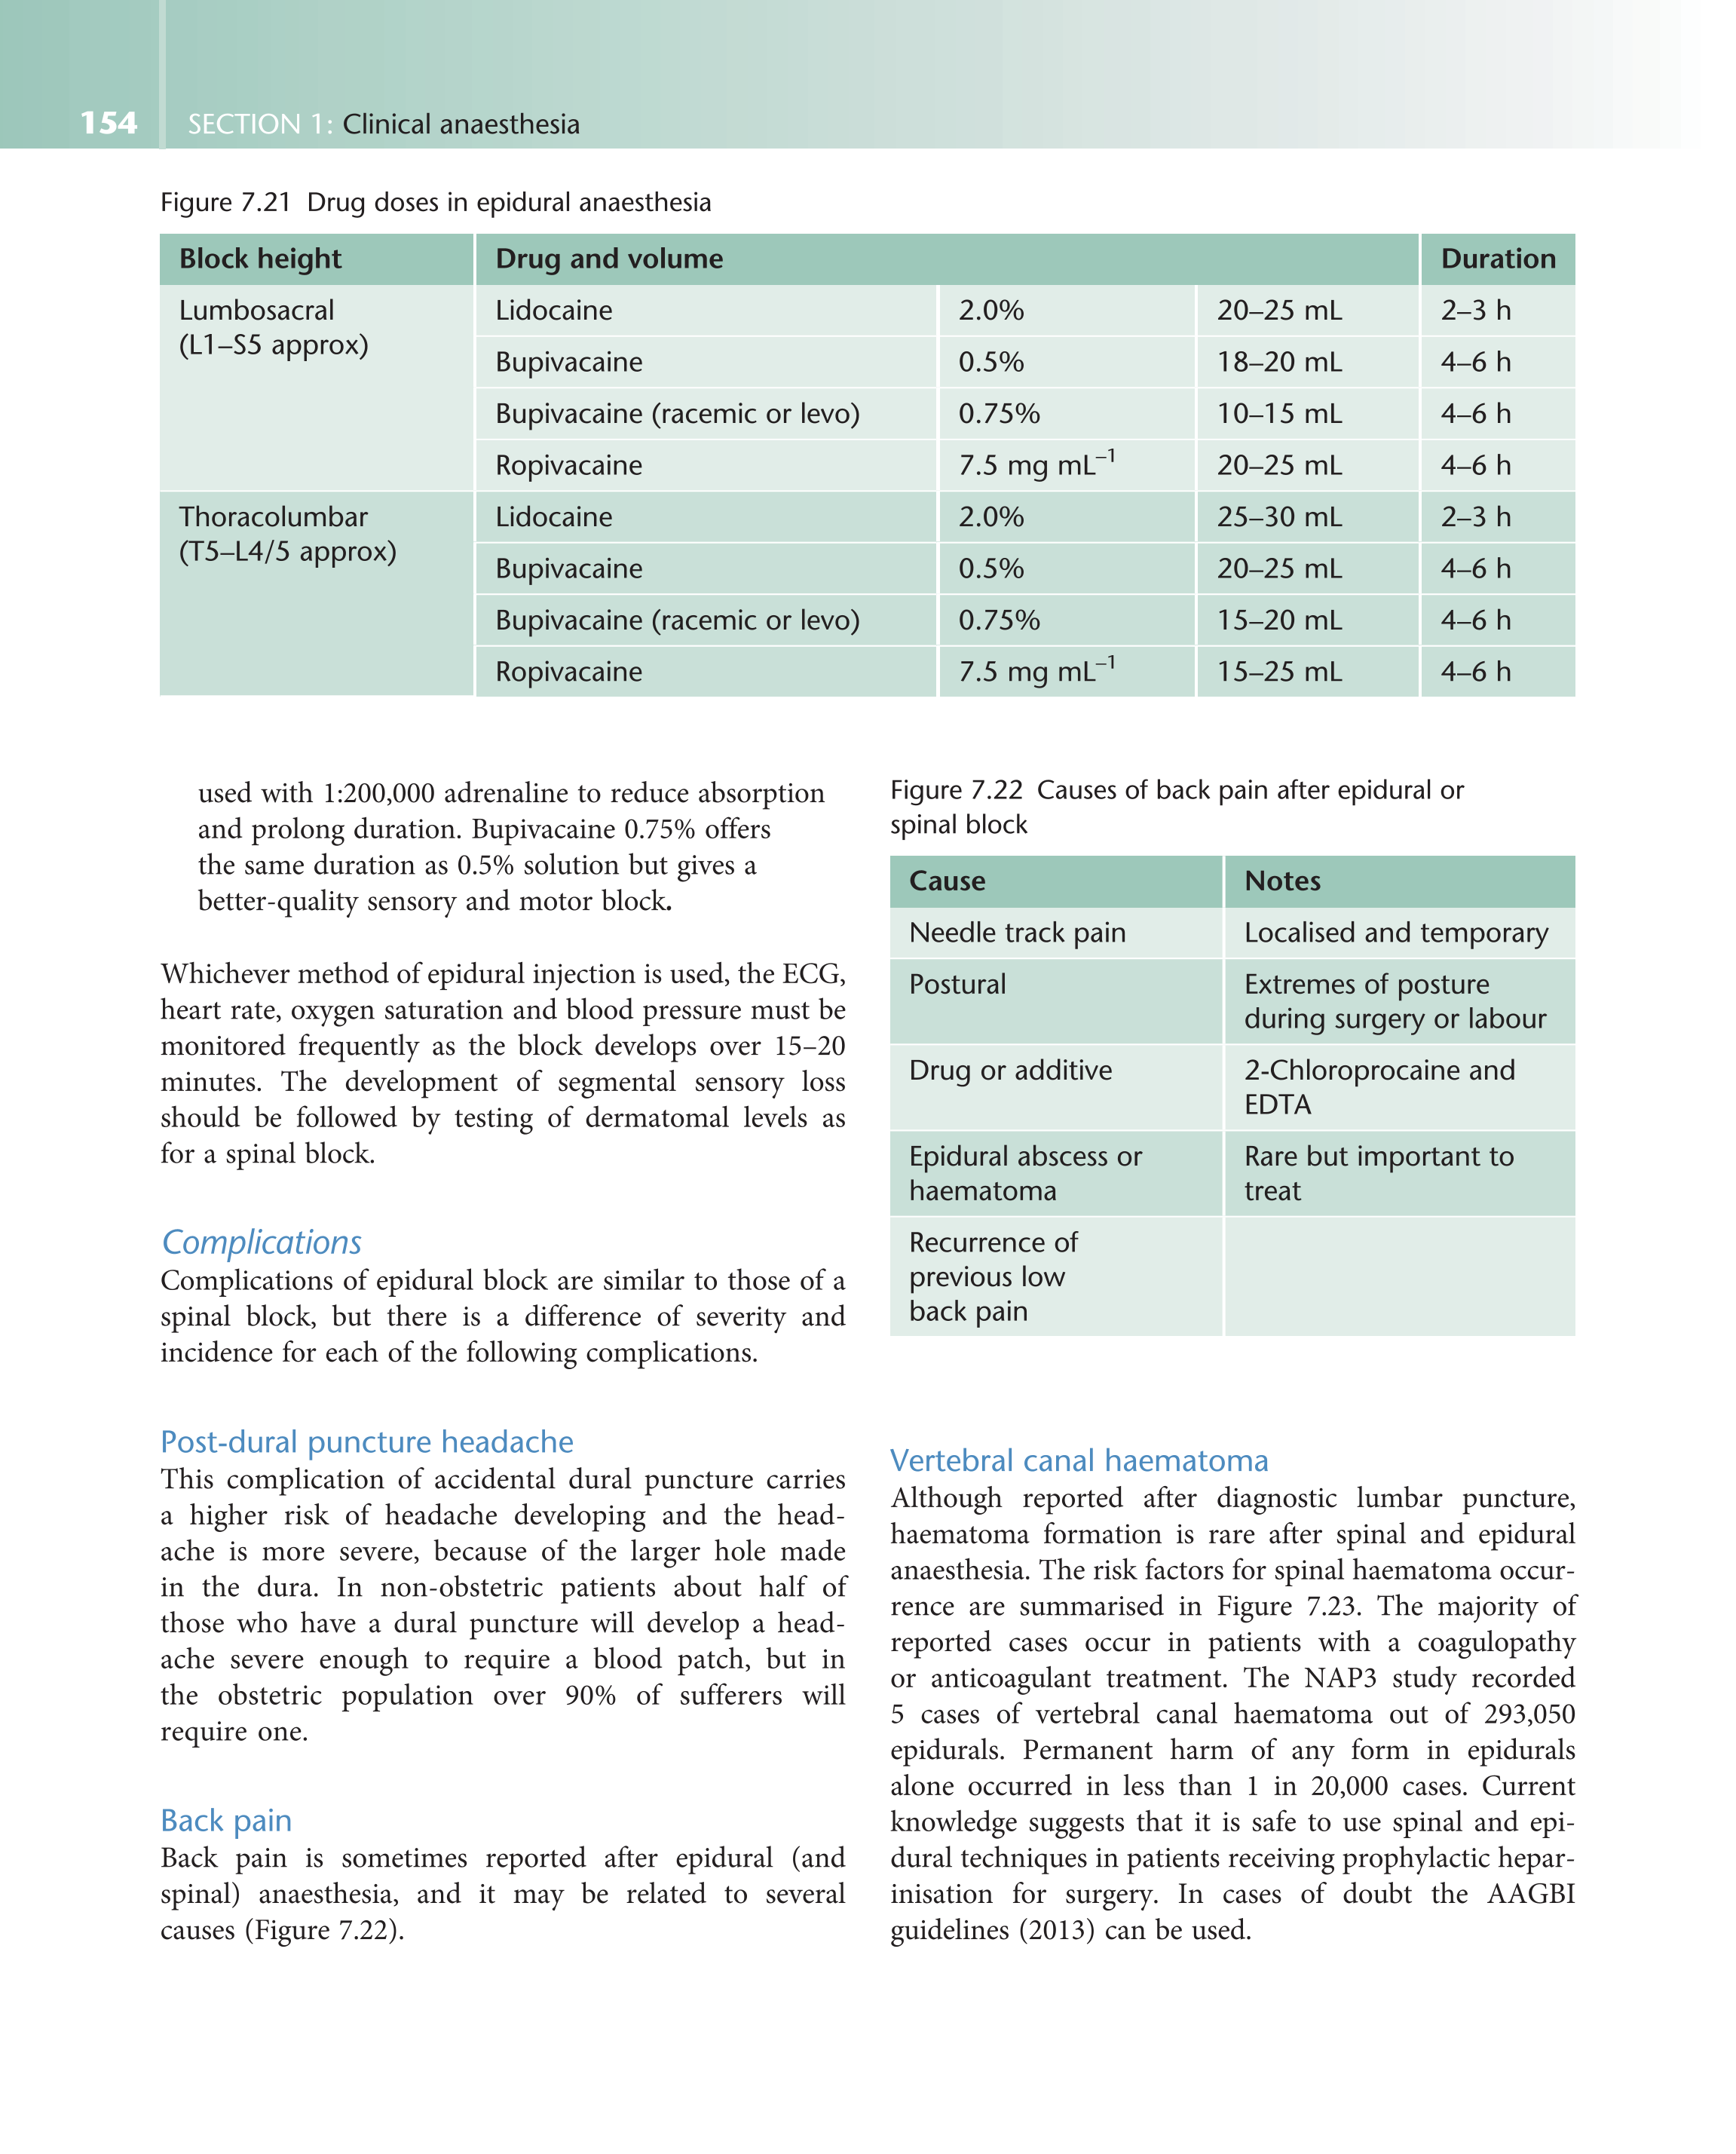 154 SECTION 1: Clinical anaesthesia
Figure 7.21 Drug doses in epidural anaesthesia
Block height Drug and volume Duration
Lumbosacral Lidocaine 2.0% 20–25 mL 2–3 h
(L1–S5 approx)
Bupivacaine 0.5% 18–20 mL 4–6 h
Bupivacaine (racemic or levo) 0.75% 10–15 mL 4–6 h
Ropivacaine 7.5 mg mL⁻¹ 20–25 mL 4–6 h
Thoracolumbar Lidocaine 2.0% 25–30 mL 2–3 h
(T5–L4/5 approx)
Bupivacaine 0.5% 20–25 mL 4–6 h
Bupivacaine (racemic or levo) 0.75% 15–20 mL 4–6 h
Ropivacaine 7.5 mg mL⁻¹ 15–25 mL 4–6 h
used with 1:200,000 adrenaline to reduce absorption
and prolong duration. Bupivacaine 0.75% offers
the same duration as 0.5% solution but gives a
better-quality sensory and motor block.
Whichever method of epidural injection is used, the ECG,
heart rate, oxygen saturation and blood pressure must be
monitored frequently as the block develops over 15–20
minutes. The development of segmental sensory loss
should be followed by testing of dermatomal levels as
for a spinal block.
Complications
Complications of epidural block are similar to those of a
spinal block, but there is a difference of severity and
incidence for each of the following complications.
Post-dural puncture headache
This complication of accidental dural puncture carries
a higher risk of headache developing and the head-
ache is more severe, because of the larger hole made
in the dura. In non-obstetric patients about half of
those who have a dural puncture will develop a head-
ache severe enough to require a blood patch, but in
the obstetric population over 90% of sufferers will
require one.
Back pain
Back pain is sometimes reported after epidural (and
spinal) anaesthesia, and it may be related to several
causes (Figure 7.22).
Figure 7.22 Causes of back pain after epidural or
spinal block
Cause Notes
Needle track pain Localised and temporary
Postural Extremes of posture
during surgery or labour
Drug or additive 2-Chloroprocaine and
EDTA
Epidural abscess or Rare but important to
haematoma treat
Recurrence of
previous low
back pain
Vertebral canal haematoma
Although reported after diagnostic lumbar puncture,
haematoma formation is rare after spinal and epidural
anaesthesia. The risk factors for spinal haematoma occur-
rence are summarised in Figure 7.23. The majority of
reported cases occur in patients with a coagulopathy
or anticoagulant treatment. The NAP3 study recorded
5 cases of vertebral canal haematoma out of 293,050
epidurals. Permanent harm of any form in epidurals
alone occurred in less than 1 in 20,000 cases. Current
knowledge suggests that it is safe to use spinal and epi-
dural techniques in patients receiving prophylactic hepar-
inisation for surgery. In cases of doubt the AAGBI
guidelines (2013) can be used.